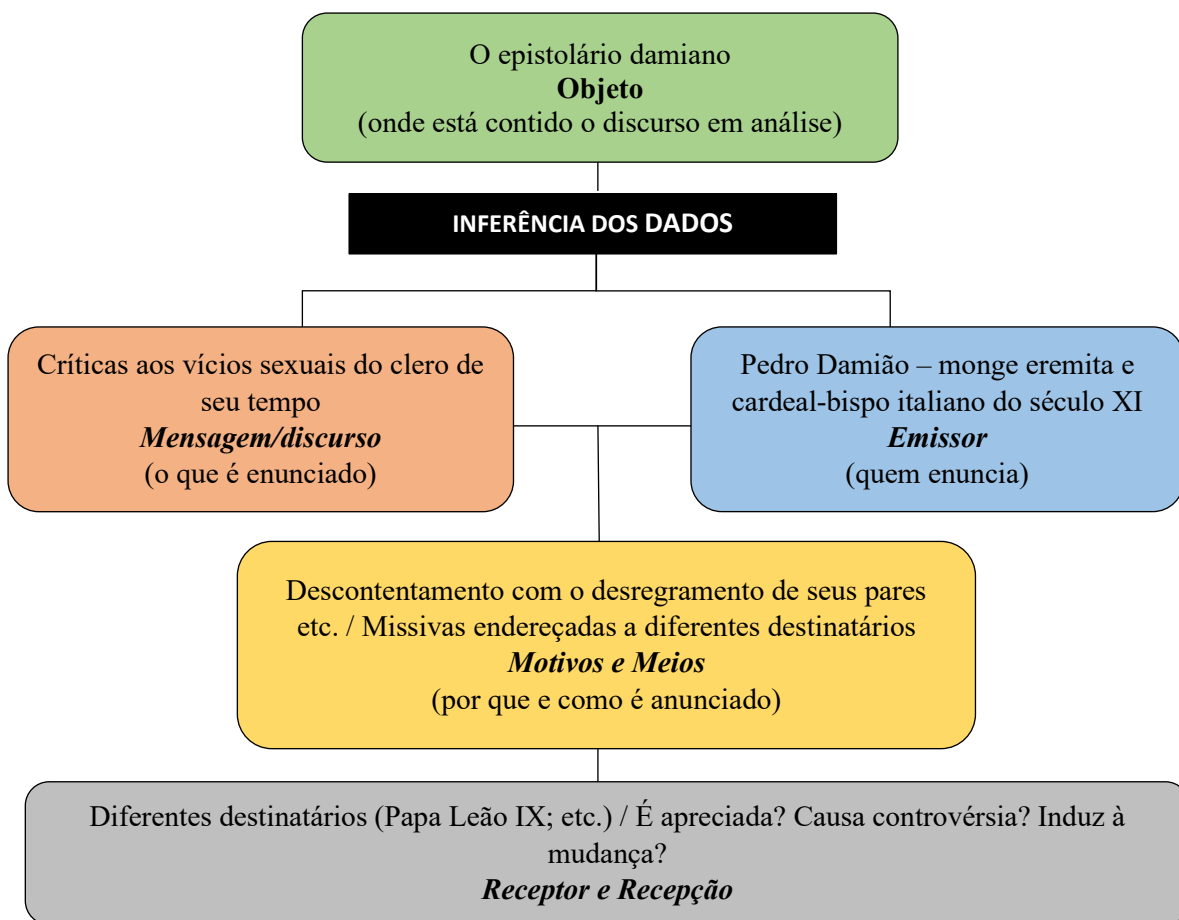 O epistolário damiano
Objeto
(onde está contido o discurso em análise)
INFERÊNCIA DOS DADOS
Críticas aos vícios sexuais do clero de
seu tempo
Mensagem/discurso
(o que é enunciado)
Pedro Damião – monge eremita e
cardeal-bispo italiano do século XI
Emissor
(quem enuncia)
Descontentamento com o desregramento de seus pares
etc. / Missivas endereçadas a diferentes destinatários
Motivos e Meios
(por que e como é anunciado)
Diferentes destinatários (Papa Leão IX; etc.) / É apreciada? Causa controvérsia? Induz à
mudança?
Receptor e Recepção